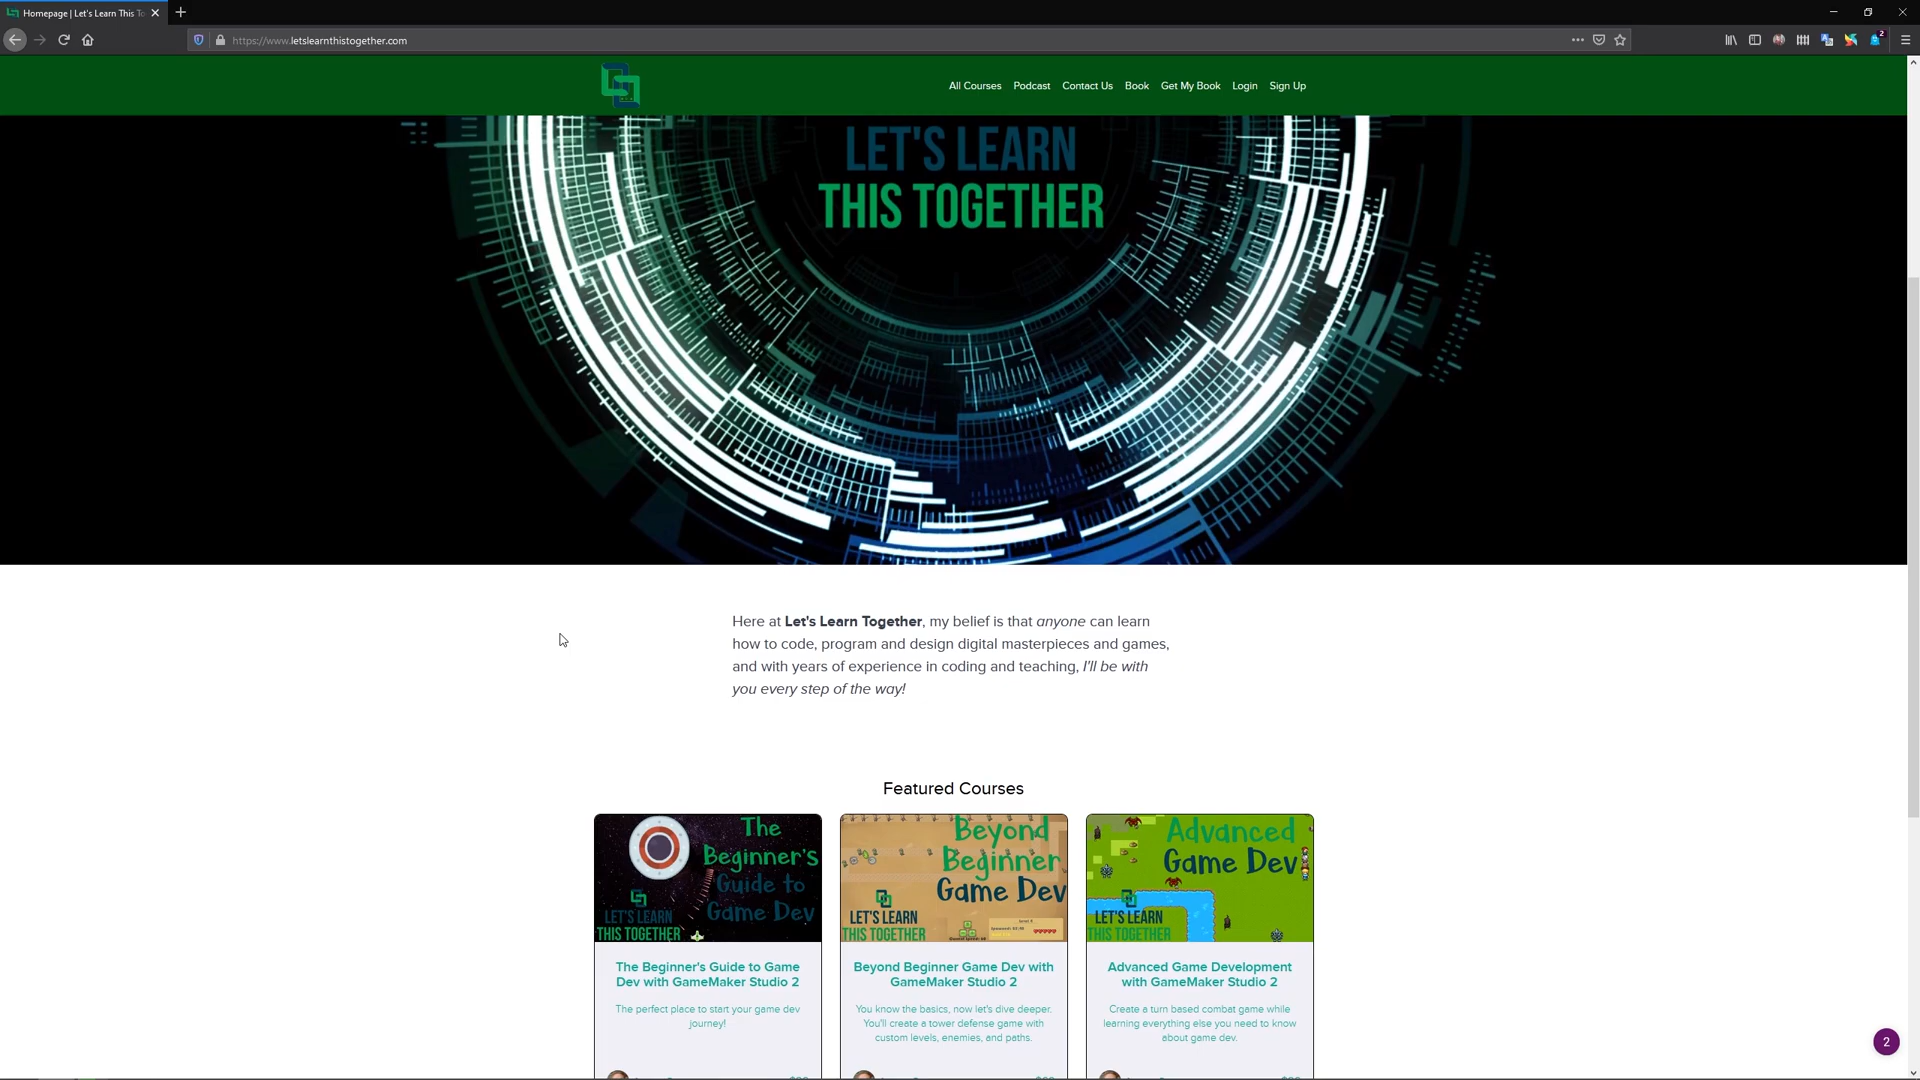 Homepage | Let's Learn This To
https://www.letslearnthistogether.com
2
All Courses Podcast Contact Us Book Get My Book Login Sign Up
LET'S LEARN
THIS TOGETHER
Here at Let's Learn Together, my belief is that anyone can learn
how to code, program and design digital masterpieces and games,
and with years of experience in coding and teaching, I'll be with
you every step of the way!
Featured Courses
The
Beginner's
Guide to
Game Dev
LET'S LEARN
THIS TOGETHER
The Beginner's Guide to Game
Dev with GameMaker Studio 2
The perfect place to start your game dev
journey!
Beyond
Beginner
Game Dev
LET'S LEARN
THIS TOGETHER
Beyond Beginner Game Dev with
GameMaker Studio 2
You know the basics, now let's dive deeper.
You'll create a tower defense game with
custom levels, enemies, and paths.
Advanced
Game Dev
LET'S LEARN
THIS TOGETHER
Advanced Game Development
with GameMaker Studio 2
Create a turn based combat game while
learning everything else you need to know
about game dev.
2